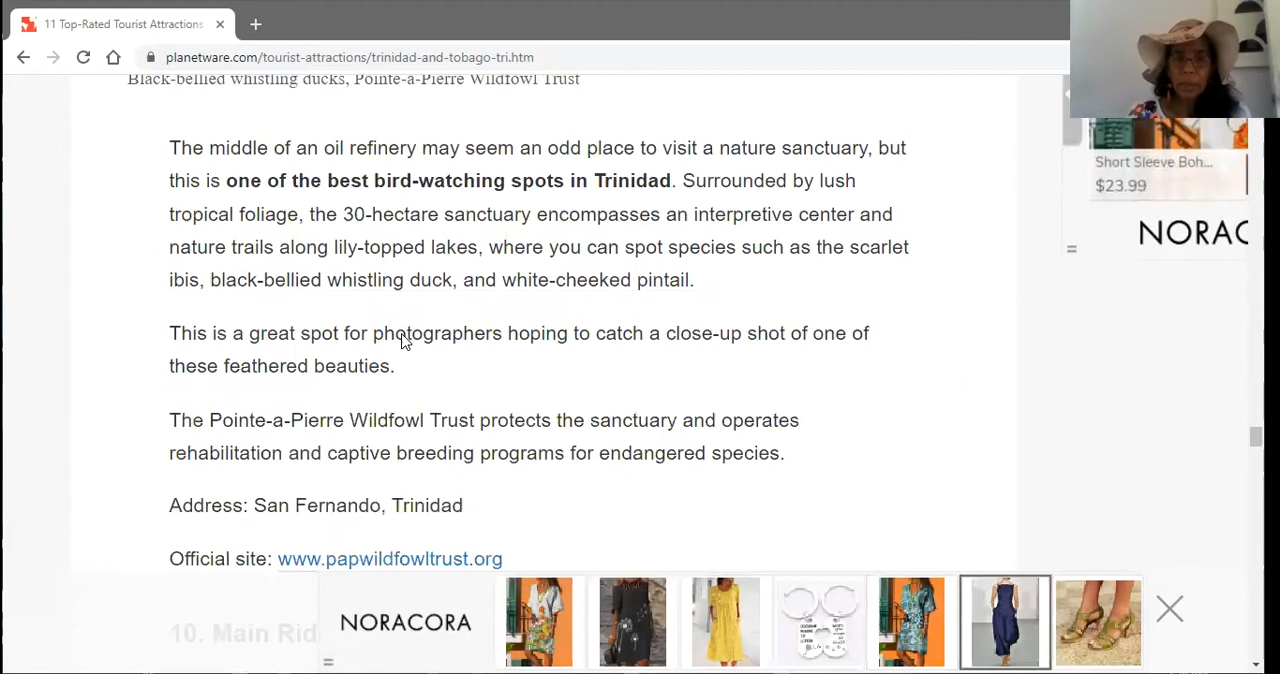 11 Top-Rated Tourist Attractions
planetware.com/tourist-attractions/trinidad-and-tobago-tri.htm
Black-bellied whistling ducks, Pointe-a-Pierre Wildfowl Trust
The middle of an oil refinery may seem an odd place to visit a nature sanctuary, but
this is one of the best bird-watching spots in Trinidad. Surrounded by lush
tropical foliage, the 30-hectare sanctuary encompasses an interpretive center and
nature trails along lily-topped lakes, where you can spot species such as the scarlet
ibis, black-bellied whistling duck, and white-cheeked pintail.
This is a great spot for photographers hoping to catch a close-up shot of one of
these feathered beauties.
The Pointe-a-Pierre Wildfowl Trust protects the sanctuary and operates
rehabilitation and captive breeding programs for endangered species.
Address: San Fernando, Trinidad
Official site: www.papwildfowltrust.org
10. Main Rid
Short Sleeve Boh...
$23.99
NORAC
NORACORA